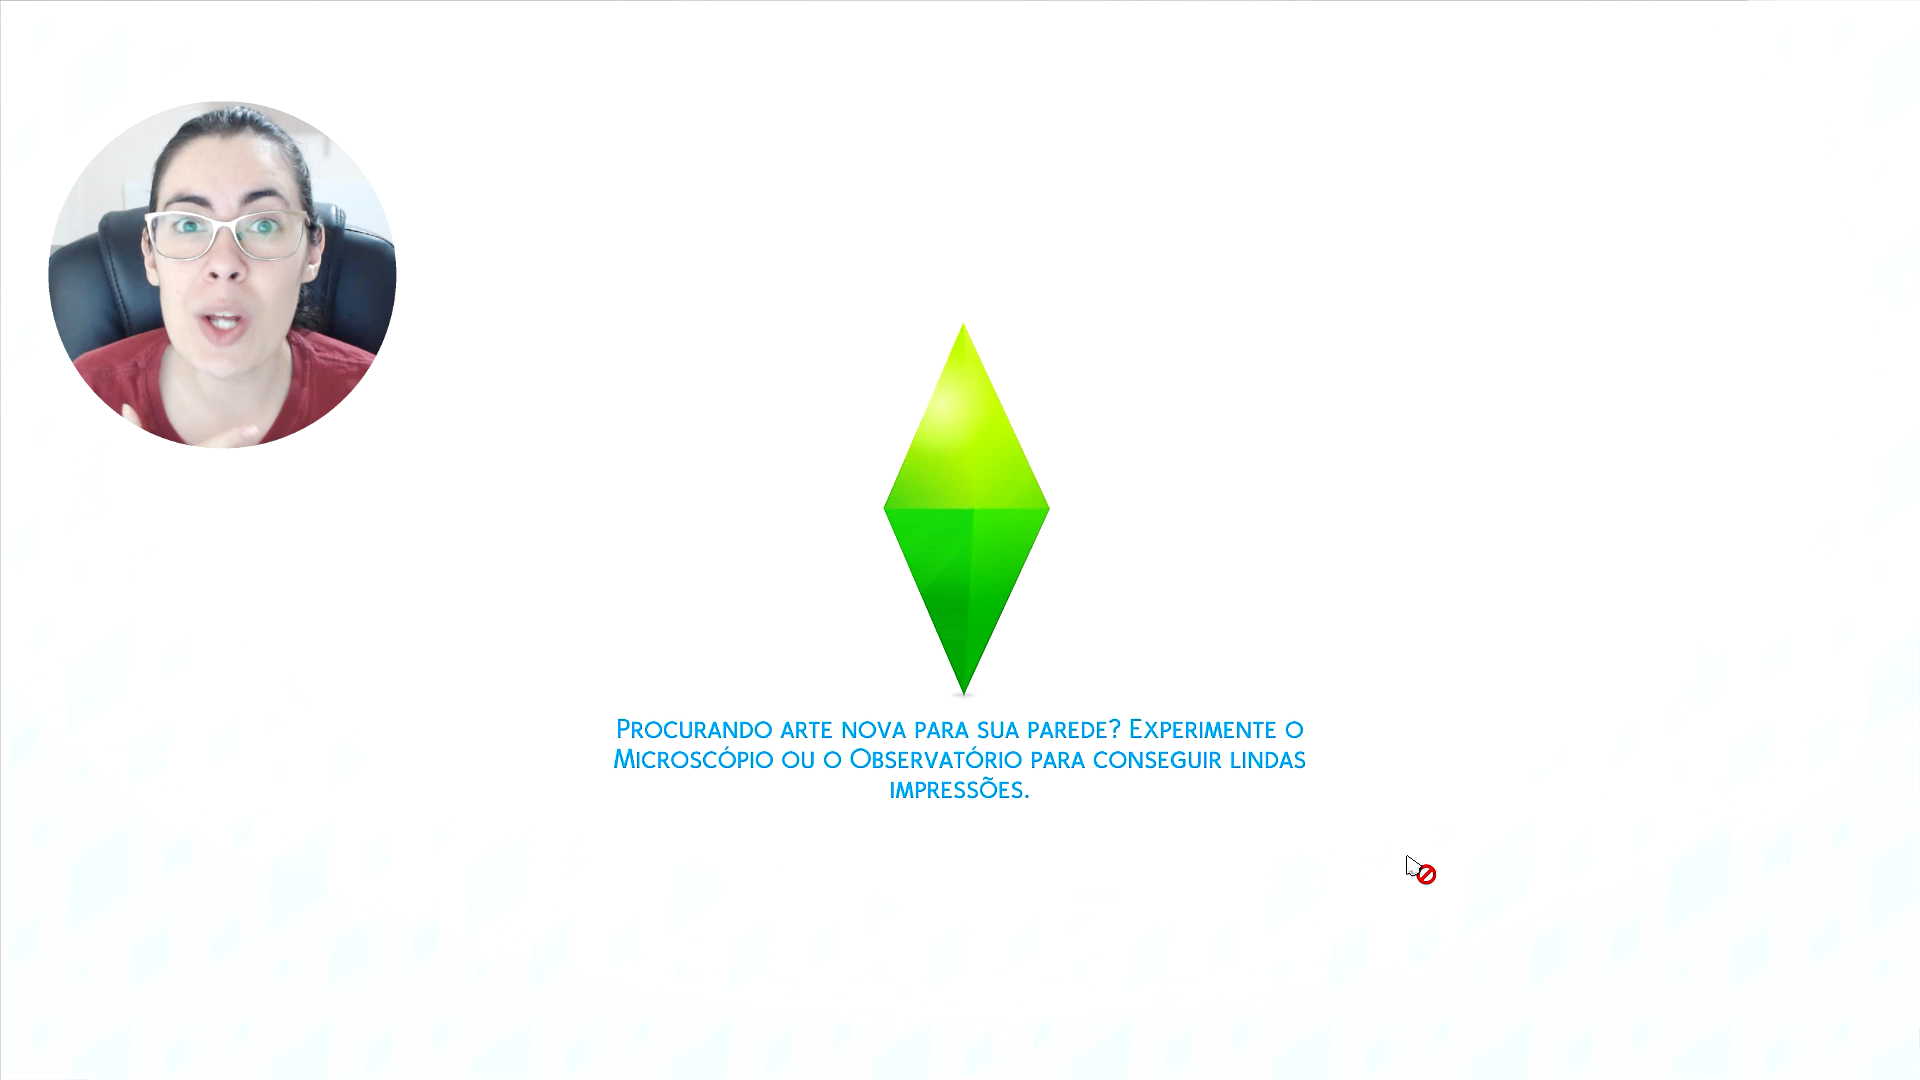 Procurando arte nova para sua parede? Experimente o
Microscópio ou o Observatório para conseguir lindas
impressões.